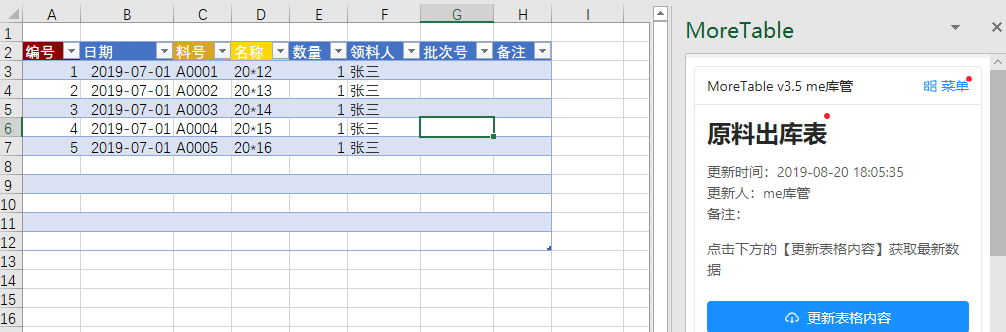 A B C D E F G H I
1
2 编号 日期 料号 名称 数量 领料人 批次号 备注
3 1 2019-07-01 A0001 20*12 1 张三
4 2 2019-07-01 A0002 20*13 1 张三
5 3 2019-07-01 A0003 20*14 1 张三
6 4 2019-07-01 A0004 20*15 1 张三
7 5 2019-07-01 A0005 20*16 1 张三
8
9
10
11
12
13
14
15
16
MoreTable
MoreTable v3.5 me库管 菜单
原料出库表
更新时间：2019-08-20 18:05:35
更新人：me库管
备注：
点击下方的【更新表格内容】获取最新数
据
更新表格内容